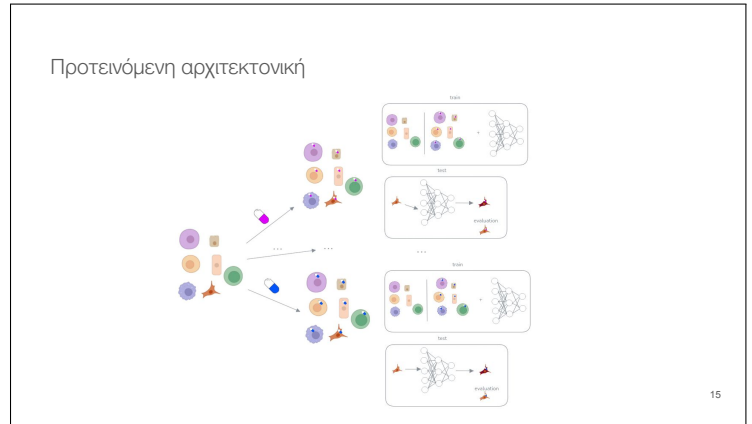 Προτεινόμενη αρχιτεκτονική
train
+
test
evaluation
... ... ...
train
+
test
evaluation
15